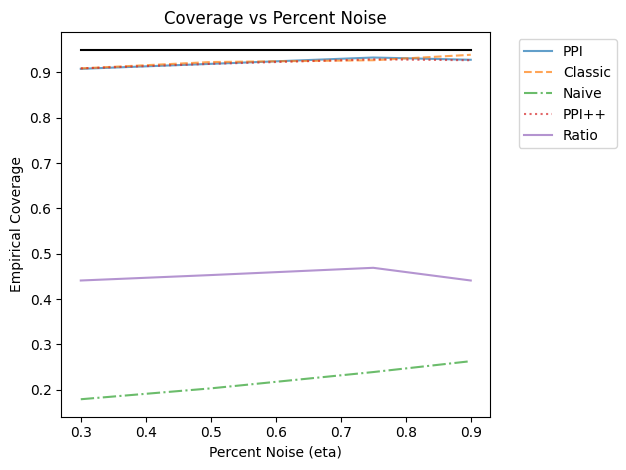 Coverage vs Percent Noise
PPI
Classic
Naive
PPI++
Ratio
Empirical Coverage
0.9
0.8
0.7
0.6
0.5
0.4
0.3
0.2
0.3 0.4 0.5 0.6 0.7 0.8 0.9
Percent Noise (eta)